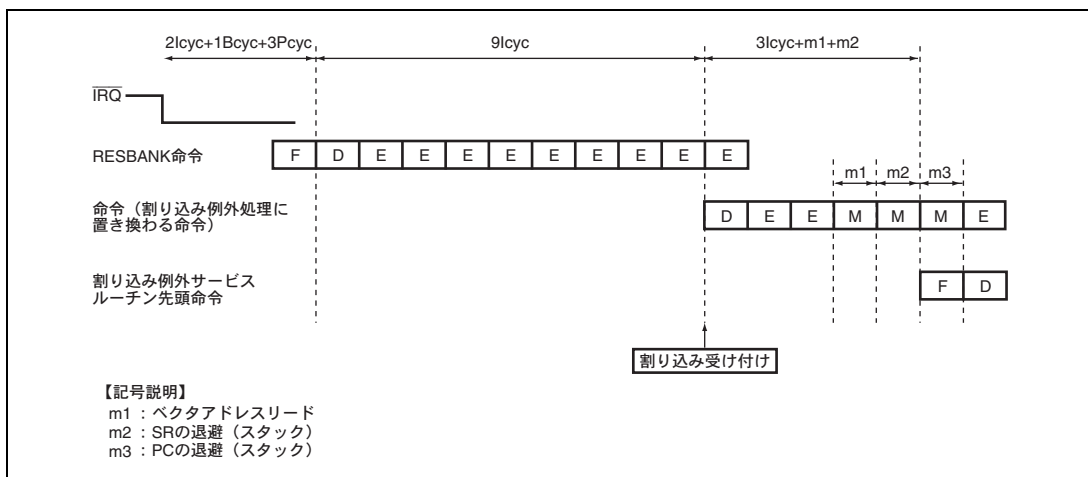 2Icyc+1Bcyc+3Pcyc 9Icyc 3Icyc+m1+m2
IRQ
RESBANK命令 F D E E E E E E E E E
m1 m2 m3
命令（割り込み例外処理に
置き換わる命令） D E E M M M E
割り込み例外サービス
ルーチン先頭命令 F D
割り込み受け付け
【記号説明】
m1 ：ベクタアドレスリード
m2 ：SRの退避（スタック）
m3 ：PCの退避（スタック）